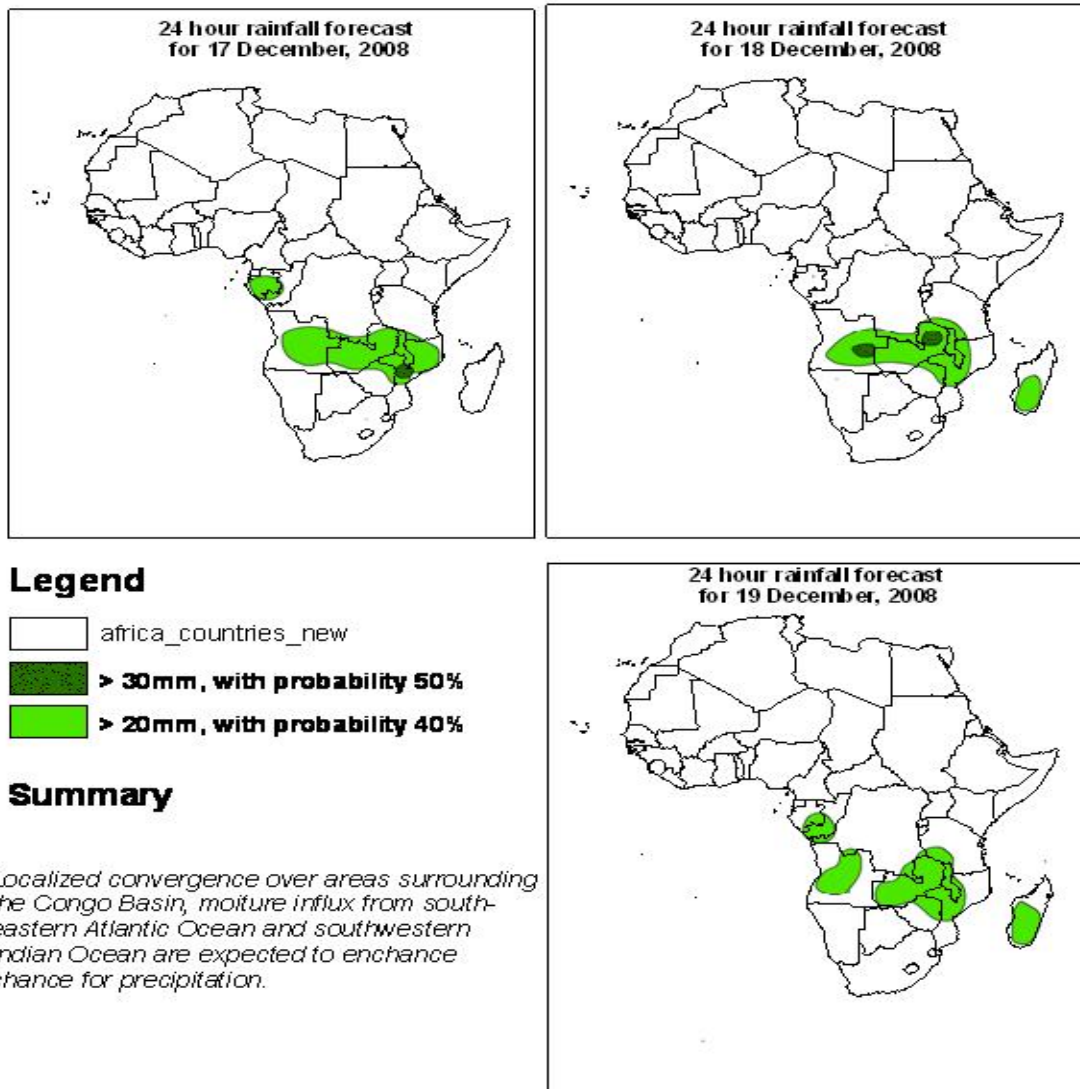 24 hour rainfall forecast
for 17 December, 2008
24 hour rainfall forecast
for 18 December, 2008
Legend
africa_countries_new
> 30mm, with probability 50%
> 20mm, with probability 40%
Summary
Localized convergence over areas surrounding
the Congo Basin, moiture influx from south-
eastern Atlantic Ocean and southwestern
Indian Ocean are expected to enchance
chance for precipitation.
24 hour rainfall forecast
for 19 December, 2008